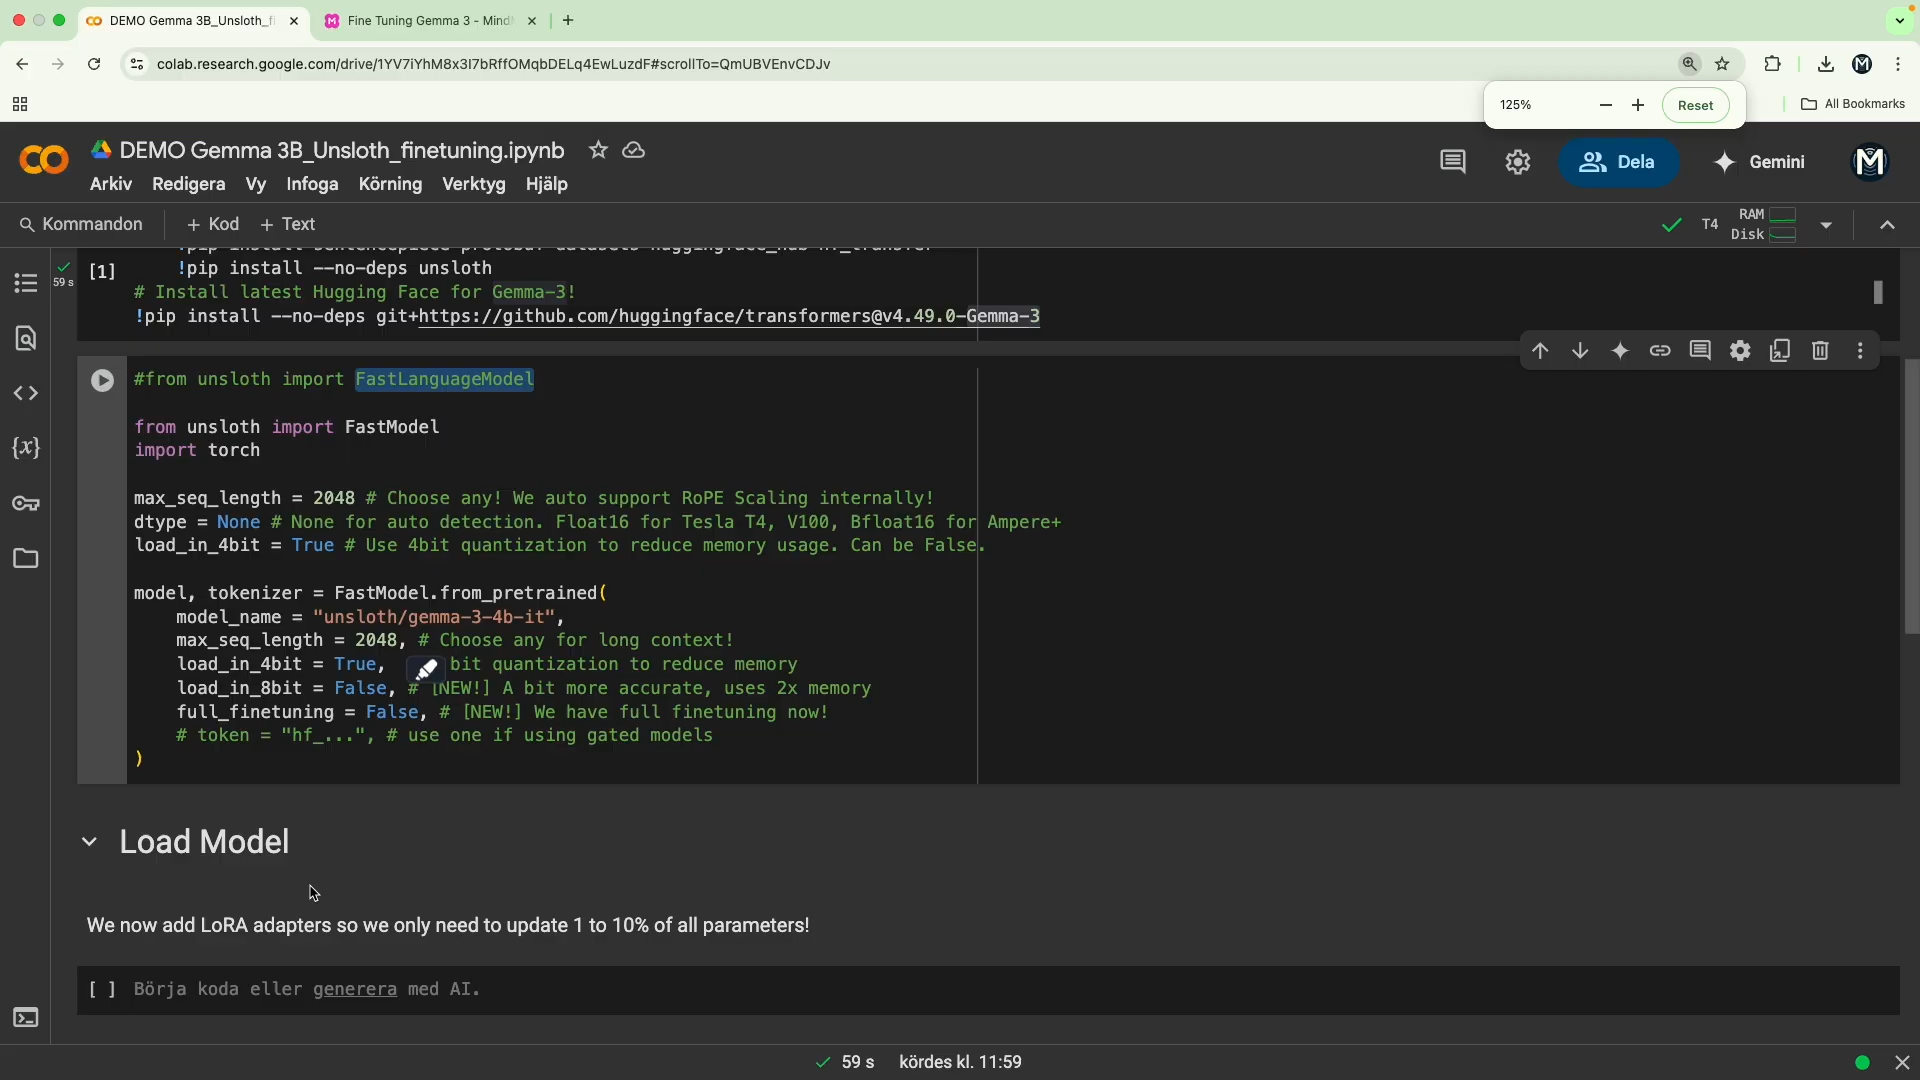 DEMO Gemma 3B_Unsloth_fi
Fine Tuning Gemma 3 - Mind
colab.research.google.com/drive/1YV7iYhM8x3I7bRffOMqbDELq4EwLuzdF#scrollTo=QmUBVEnvCDJv
125%
Reset
All Bookmarks
DEMO Gemma 3B_Unsloth_finetuning.ipynb
Arkiv Redigera Vy Infoga Körning Verktyg Hjälp
Dela
Gemini
Kommandon + Kod + Text
T4 RAM
Disk
!pip install sentencepiece protobuf datasets huggingface_hub hf_transfer
[1] !pip install --no-deps unsloth
59 s
# Install latest Hugging Face for Gemma-3!
!pip install --no-deps git+https://github.com/huggingface/transformers@v4.49.0-Gemma-3
#from unsloth import FastLanguageModel
from unsloth import FastModel
import torch
max_seq_length = 2048 # Choose any! We auto support RoPE Scaling internally!
dtype = None # None for auto detection. Float16 for Tesla T4, V100, Bfloat16 for Ampere+
load_in_4bit = True # Use 4bit quantization to reduce memory usage. Can be False.
model, tokenizer = FastModel.from_pretrained(
model_name = "unsloth/gemma-3-4b-it",
max_seq_length = 2048, # Choose any for long context!
load_in_4bit = True, bit quantization to reduce memory
load_in_8bit = False, # [NEW!] A bit more accurate, uses 2x memory
full_finetuning = False, # [NEW!] We have full finetuning now!
# token = "hf_...", # use one if using gated models
)
Load Model
We now add LoRA adapters so we only need to update 1 to 10% of all parameters!
[ ] Börja koda eller generera med AI.
59 s kördes kl. 11:59